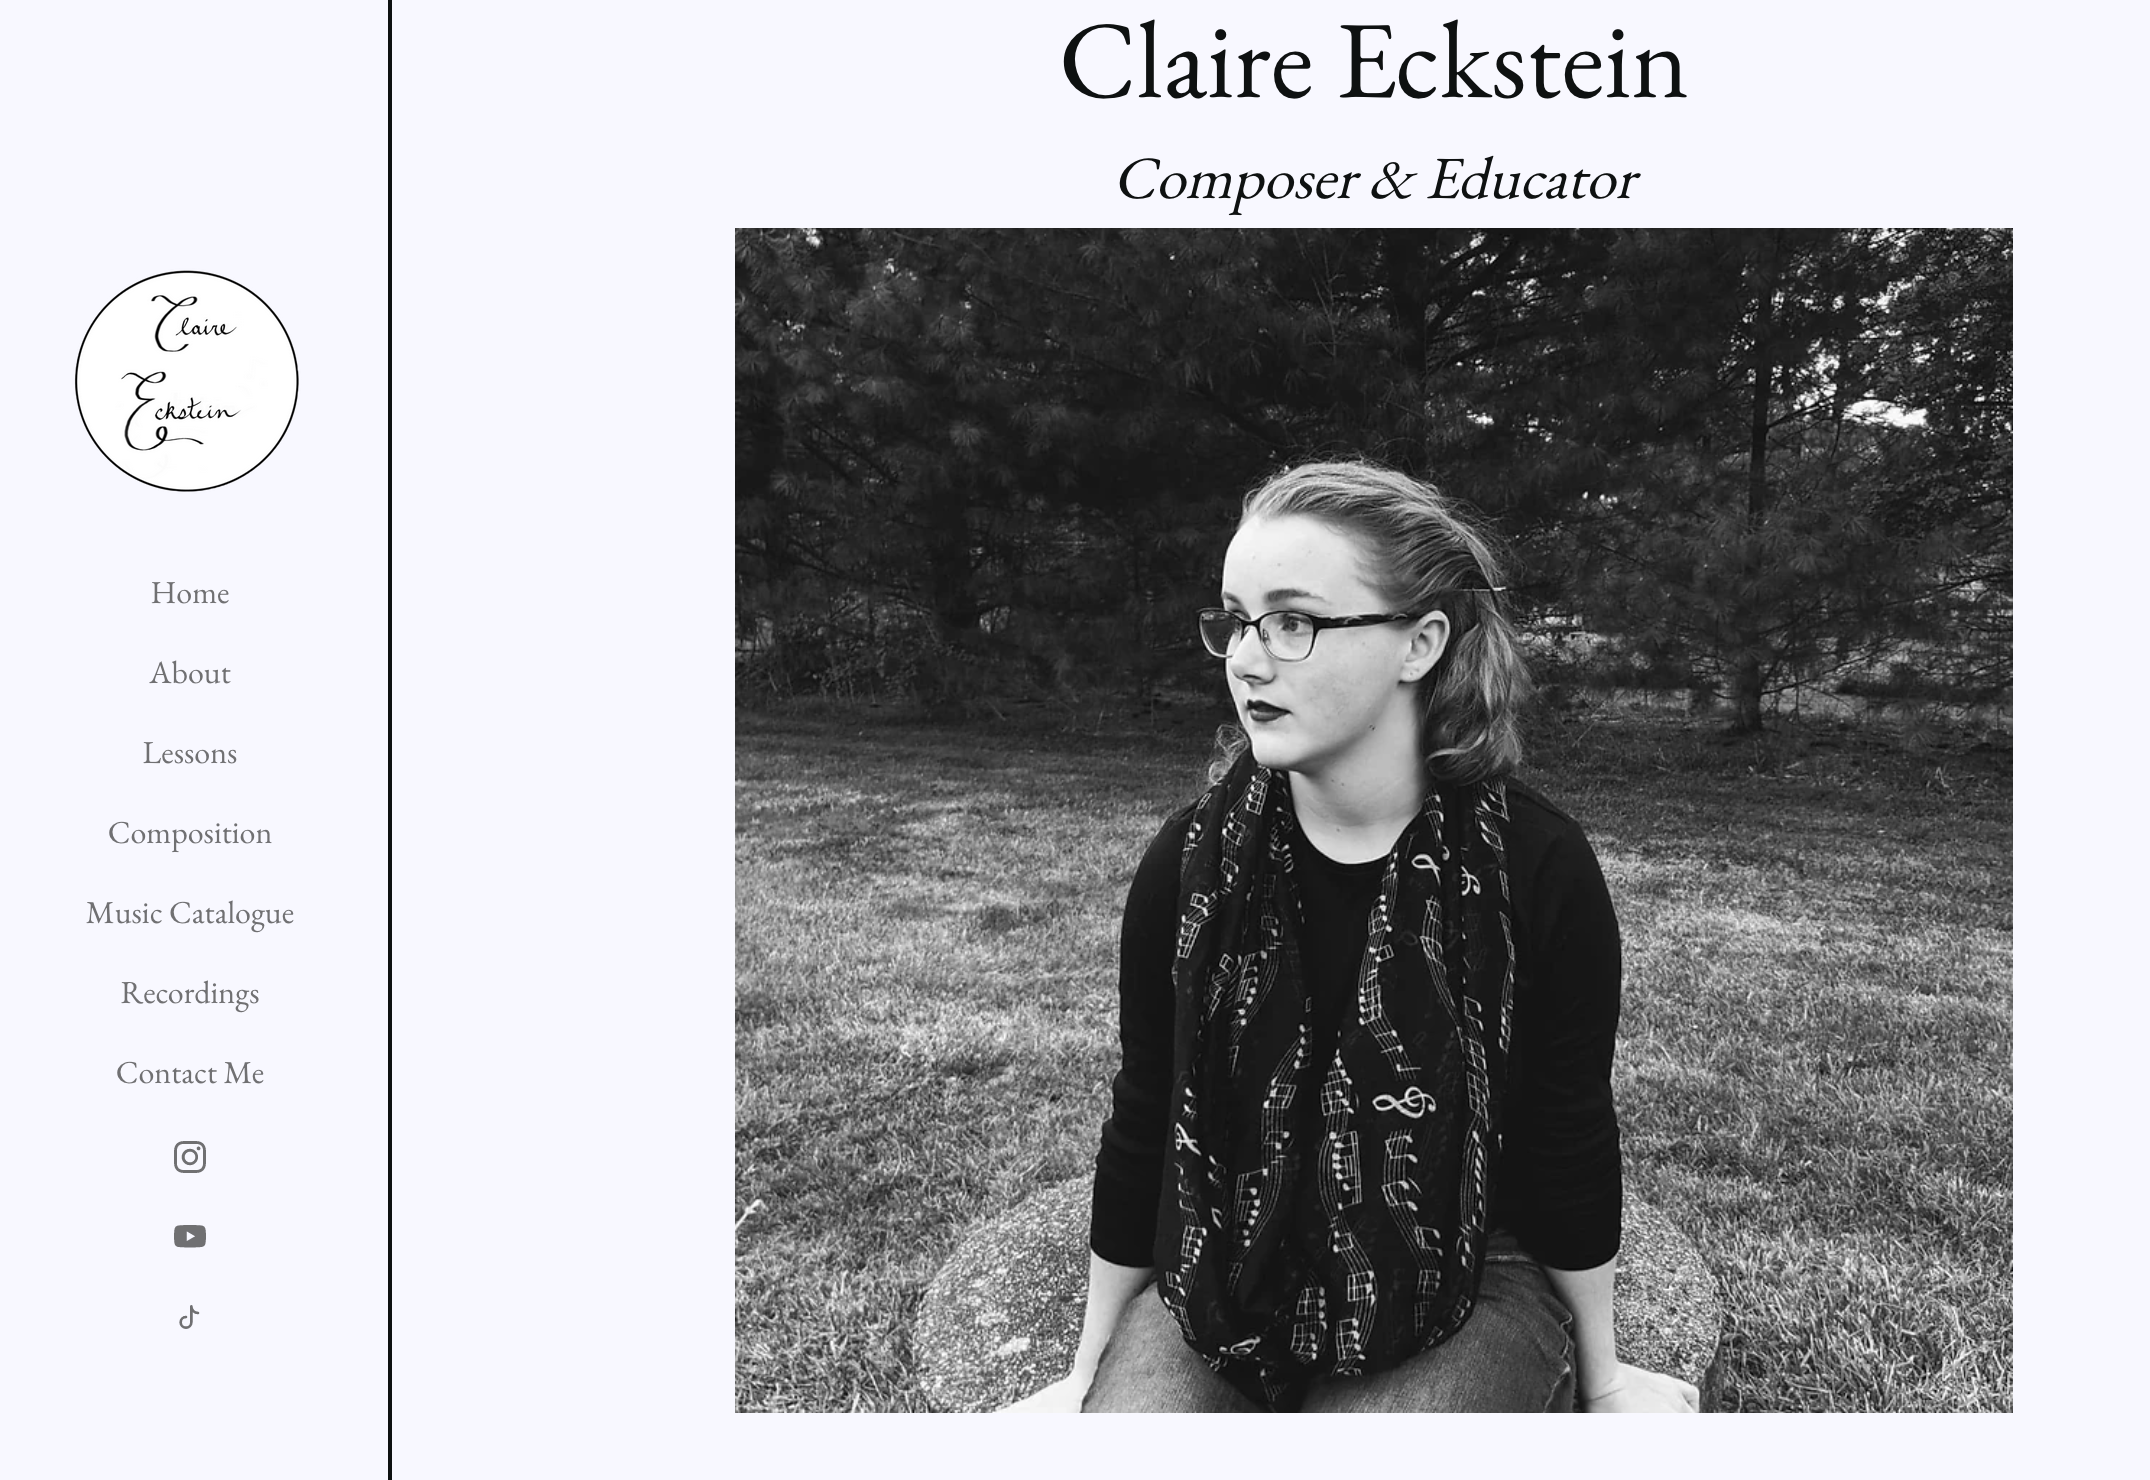 Claire
Eckstein
Home
About
Lessons
Composition
Music Catalogue
Recordings
Contact Me
Claire Eckstein
Composer & Educator